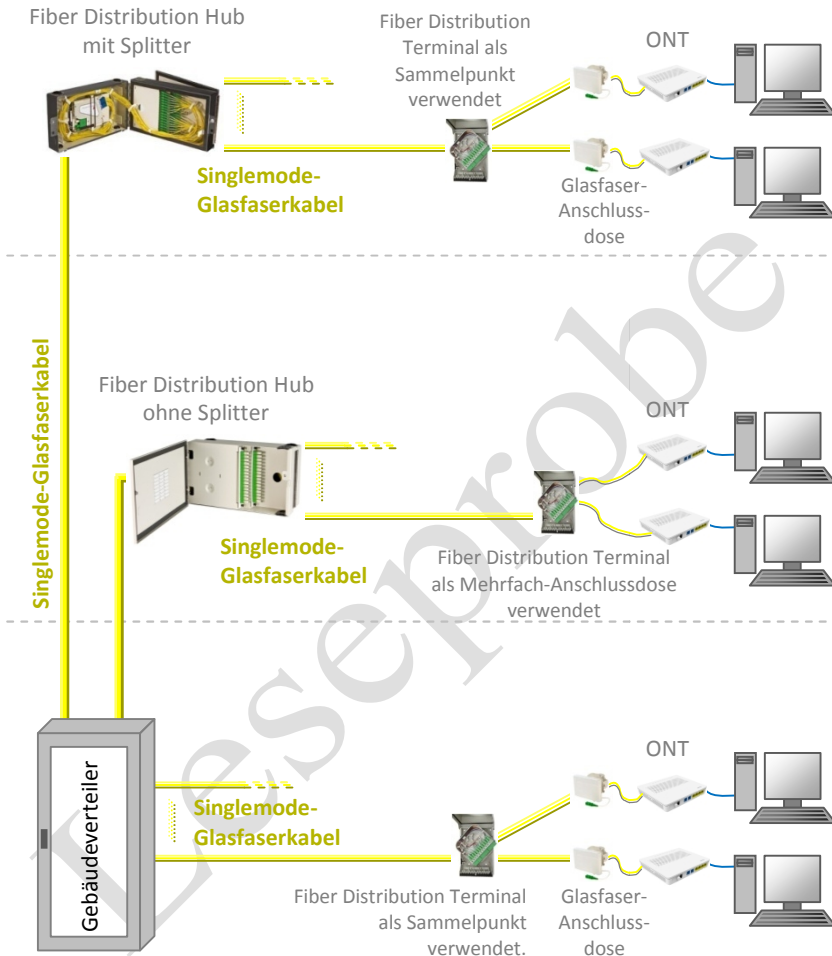 Fiber Distribution Hub
mit Splitter
Fiber Distribution
Terminal als
Sammelpunkt
verwendet
ONT
Singlemode-
Glasfaserkabel
Glasfaser-
Anschluss-
dose
Singlemode-Glasfaserkabel
Fiber Distribution Hub
ohne Splitter
ONT
Singlemode-
Glasfaserkabel
Fiber Distribution Terminal
als Mehrfach-Anschlussdose
verwendet
Leseprobe
Gebäudeverteiler
ONT
Singlemode-
Glasfaserkabel
Fiber Distribution Terminal
als Sammelpunkt
verwendet.
Glasfaser-
Anschluss-
dose